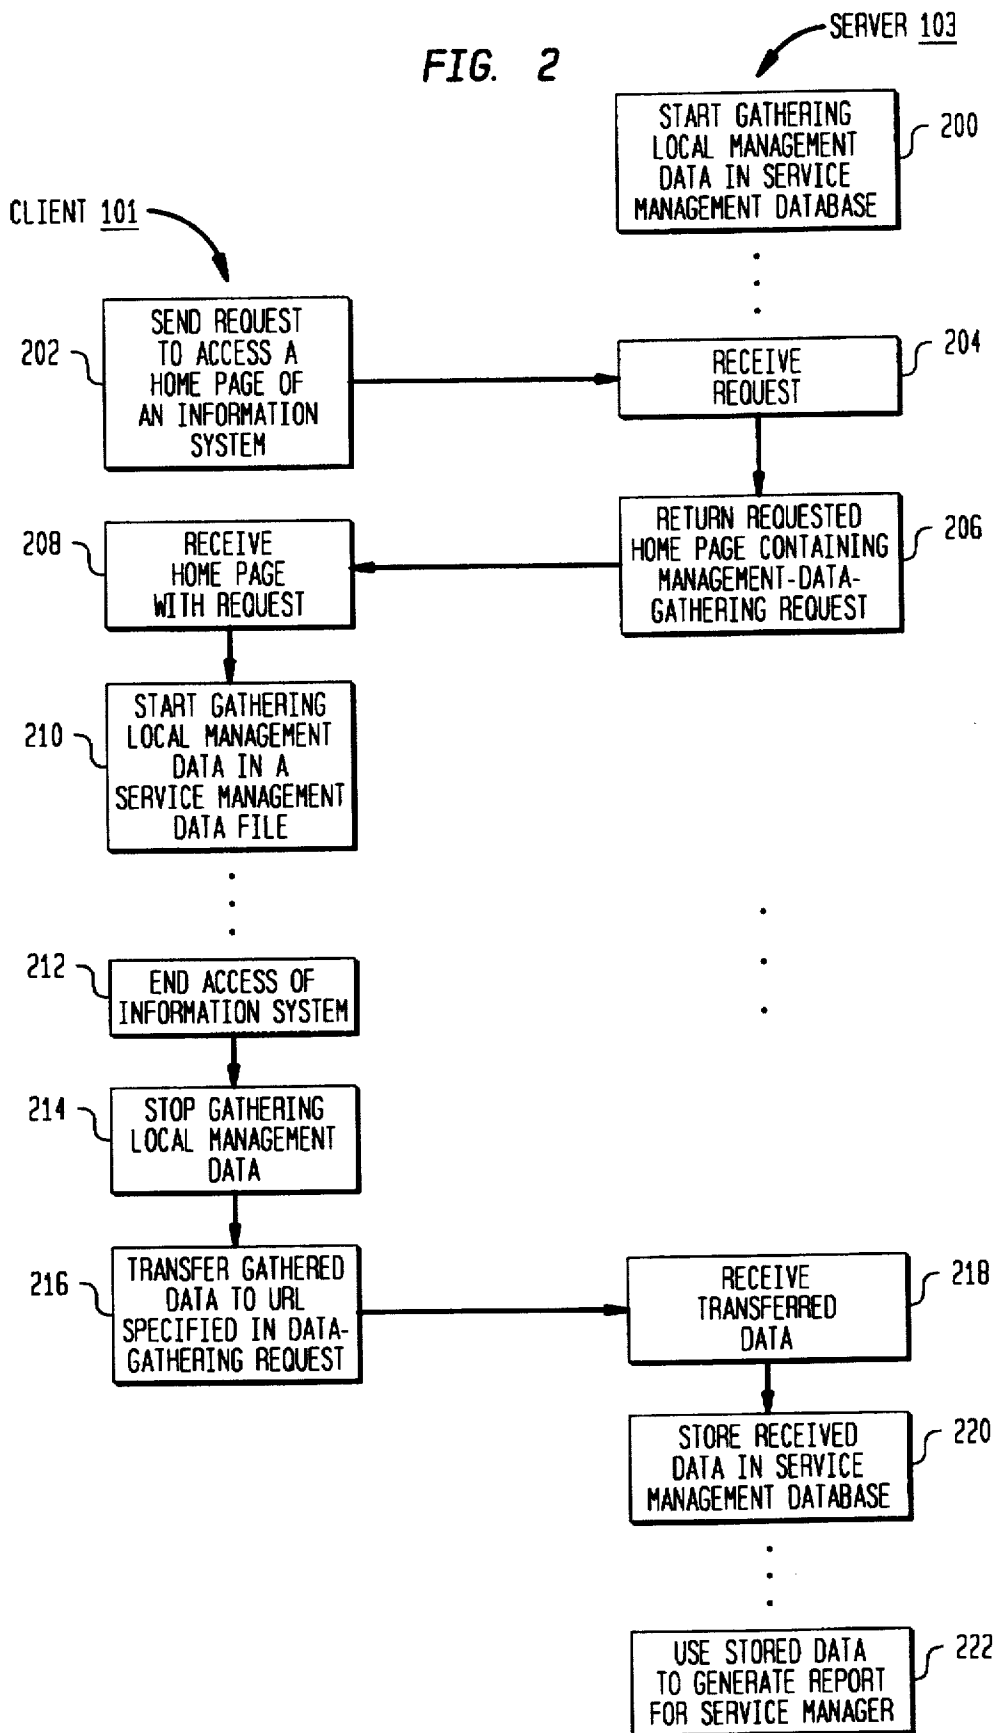 FIG. 2
SERVER 103
START GATHERING
LOCAL MANAGEMENT
DATA IN SERVICE
MANAGEMENT DATABASE
200
CLIENT 101
SEND REQUEST
TO ACCESS A
HOME PAGE OF
AN INFORMATION
SYSTEM
202
RECEIVE
REQUEST
204
RETURN REQUESTED
HOME PAGE CONTAINING
MANAGEMENT-DATA-
GATHERING REQUEST
206
208
RECEIVE
HOME PAGE
WITH REQUEST
210
START GATHERING
LOCAL MANAGEMENT
DATA IN A
SERVICE MANAGEMENT
DATA FILE
212
END ACCESS OF
INFORMATION SYSTEM
214
STOP GATHERING
LOCAL MANAGEMENT
DATA
216
TRANSFER GATHERED
DATA TO URL
SPECIFIED IN DATA-
GATHERING REQUEST
RECEIVE
TRANSFERRED
DATA
218
STORE RECEIVED
DATA IN SERVICE
MANAGEMENT DATABASE
220
USE STORED DATA
TO GENERATE REPORT
FOR SERVICE MANAGER
222